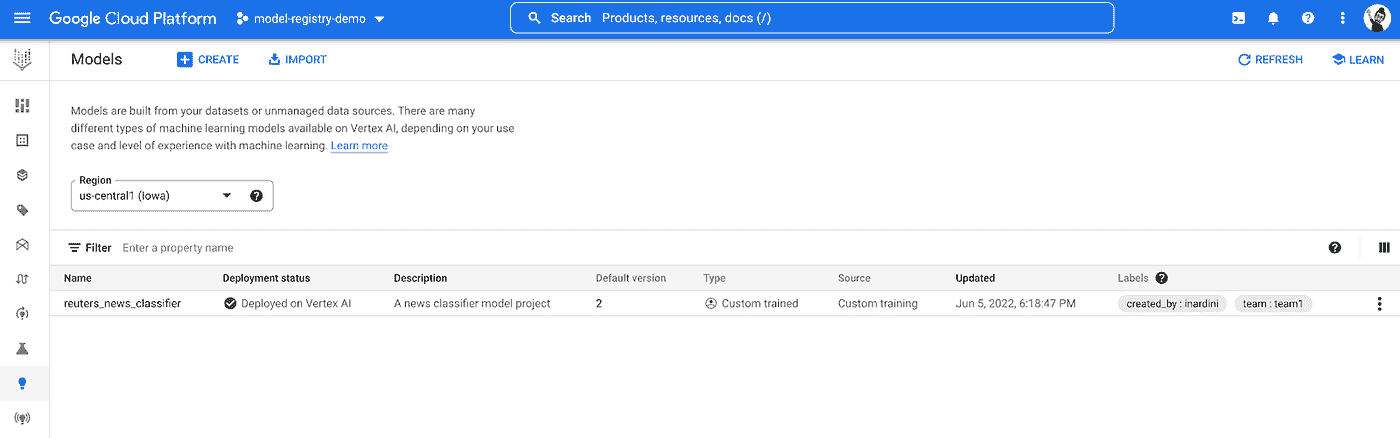 Google Cloud Platform
model-registry-demo
Search Products, resources, docs (/)
Models
CREATE
IMPORT
REFRESH
LEARN
Models are built from your datasets or unmanaged data sources. There are many
different types of machine learning models available on Vertex AI, depending on your use
case and level of experience with machine learning. Learn more
Region
us-central1 (Iowa)
Filter Enter a property name
Name Deployment status Description Default version Type Source Updated Labels
reuters_news_classifier Deployed on Vertex AI A news classifier model project 2 Custom trained Custom training Jun 5, 2022, 6:18:47 PM created_by : inardini team : team1